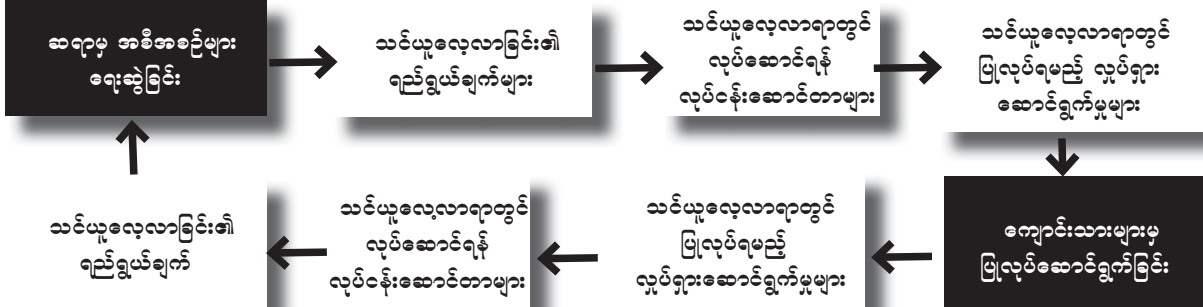 ဆရာမှ အစီအစဉ်များ
ရေးဆွဲခြင်း
သင်ယူလေ့လာခြင်း၏
ရည်ရွယ်ချက်များ
သင်ယူလေ့လာရာတွင်
လုပ်ဆောင်ရန်
လုပ်ငန်းဆောင်တာများ
သင်ယူလေ့လာရာတွင်
ပြုလုပ်ရမည့် လှုပ်ရှား
ဆောင်ရွက်မှုများ
ကျောင်းသားများမှ
ပြုလုပ်ဆောင်ရွက်ခြင်း
သင်ယူလေ့လာရာတွင်
ပြုလုပ်ရမည့်
လှုပ်ရှားဆောင်ရွက်မှုများ
သင်ယူလေ့လာရာတွင်
လုပ်ဆောင်ရန်
လုပ်ငန်းဆောင်တာများ
သင်ယူလေ့လာခြင်း၏
ရည်ရွယ်ချက်